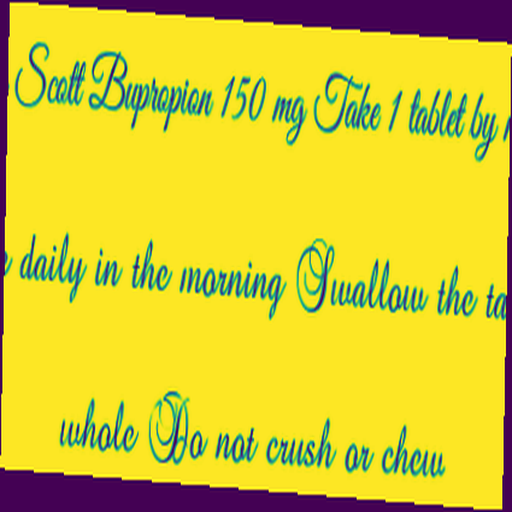 Scott Bupropion 150 mg Take 1 tablet by
daily in the morning Swallow the
whole Do not crush or chew